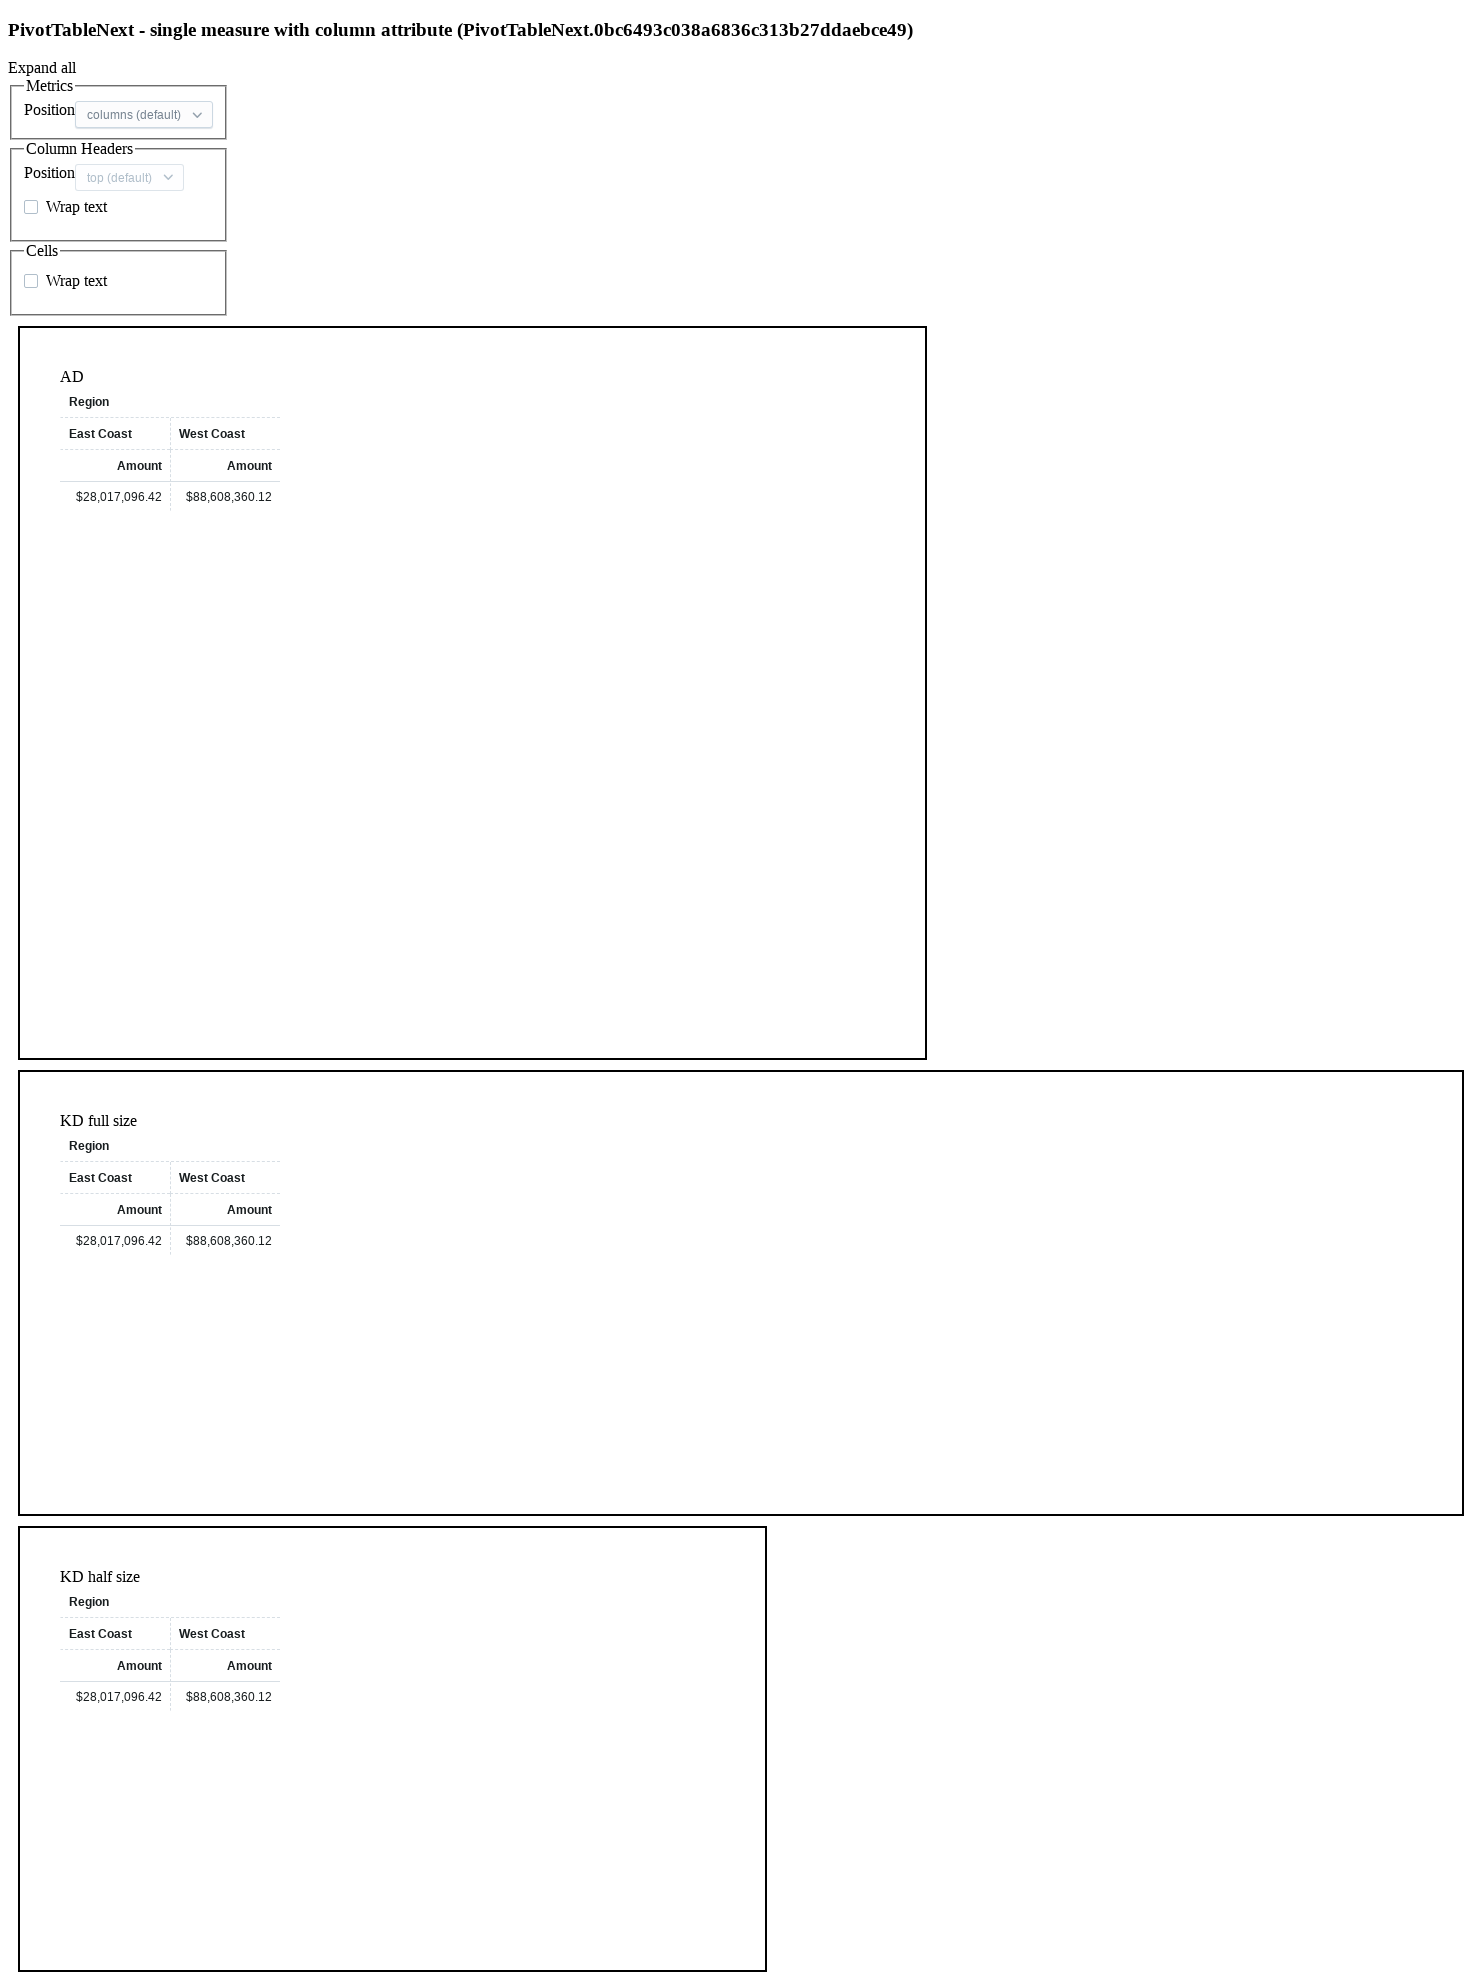 PivotTableNext - single measure with column attribute (PivotTableNext.0bc6493c038a6836c313b27ddaebce49)
Expand all
Metrics
Position columns (default)
Column Headers
Position top (default)
Wrap text
Cells
Wrap text
AD
Region
East Coast West Coast
Amount Amount
$28,017,096.42 $88,608,360.12
KD full size
Region
East Coast West Coast
Amount Amount
$28,017,096.42 $88,608,360.12
KD half size
Region
East Coast West Coast
Amount Amount
$28,017,096.42 $88,608,360.12